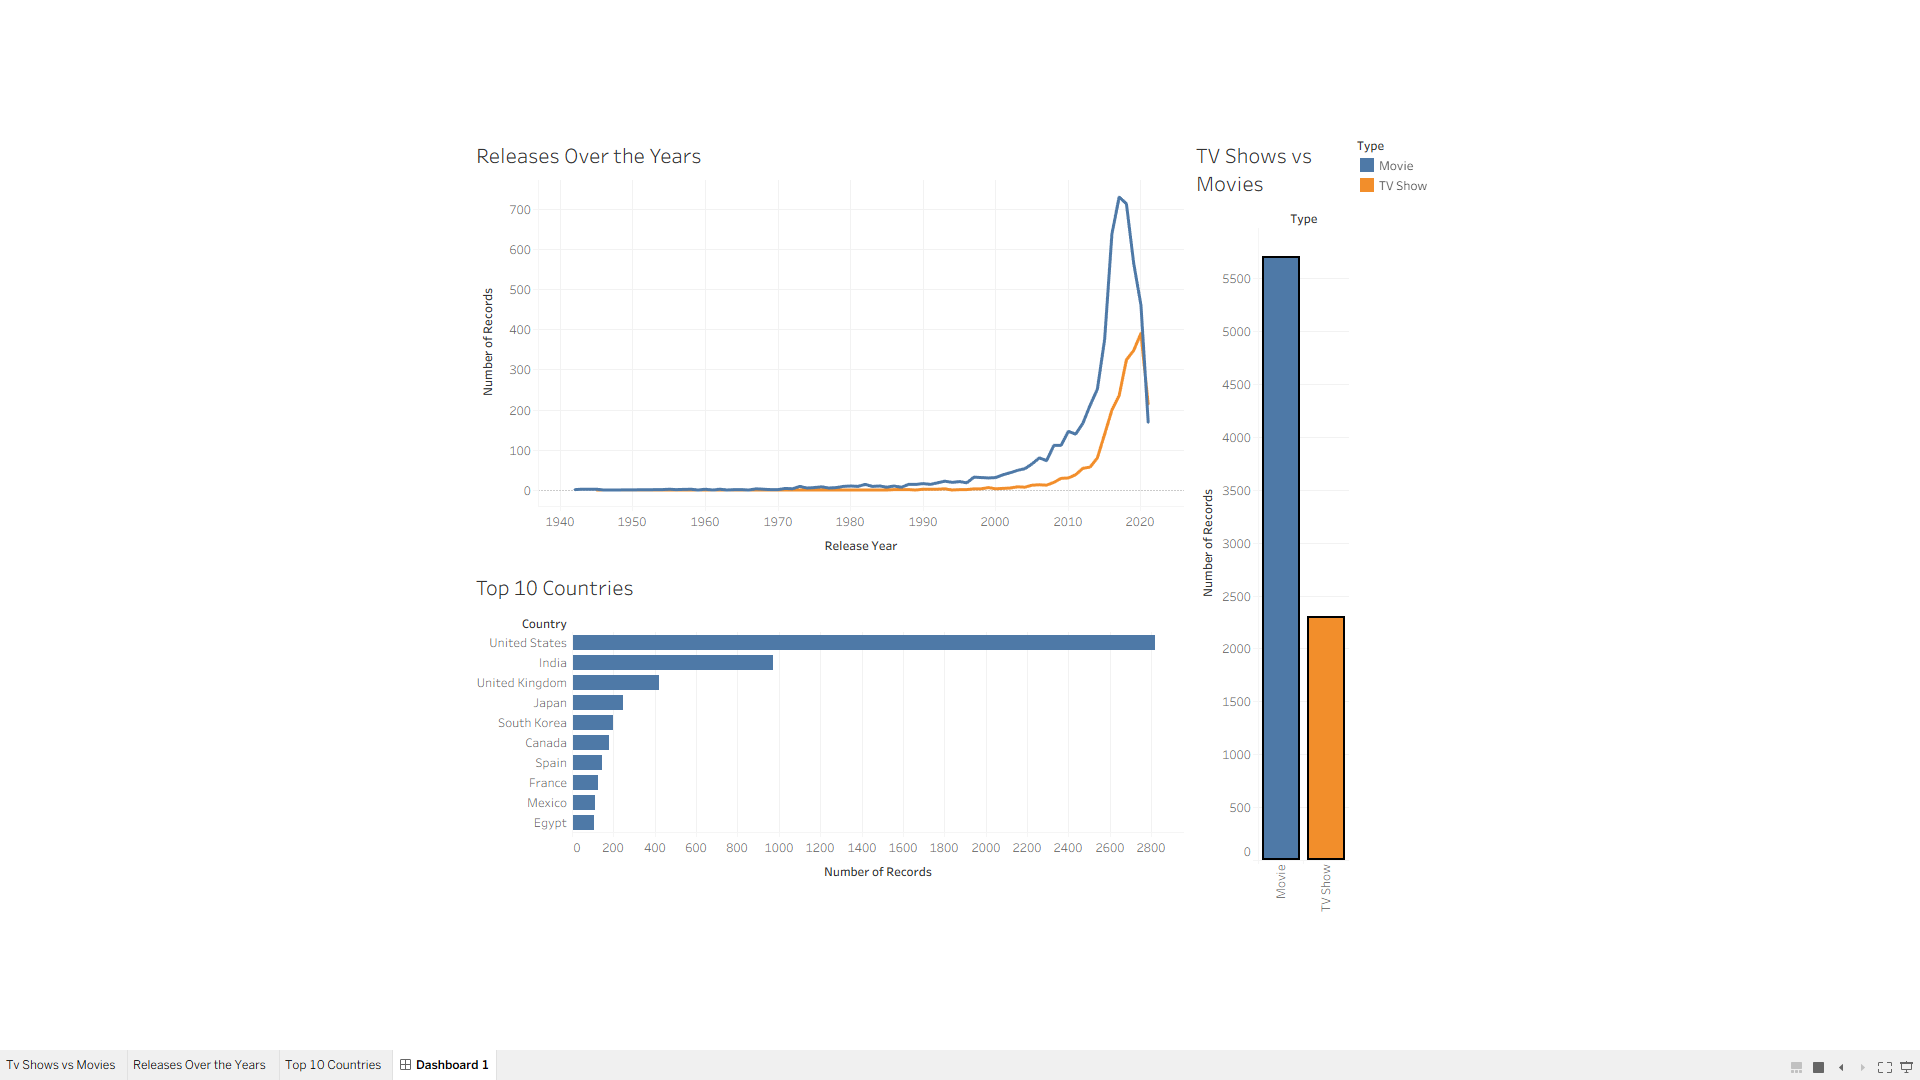 Releases Over the Years
700
600
500
400
300
200
100
0
Number of Records
1940 1950 1960 1970 1980 1990 2000 2010 2020
Release Year
TV Shows vs
Movies
Type
Movie
TV Show
Type
5500
5000
4500
4000
3500
3000
2500
2000
1500
1000
500
0
Number of Records
Movie
TV Show
Top 10 Countries
Country
United States
India
United Kingdom
Japan
South Korea
Canada
Spain
France
Mexico
Egypt
0 200 400 600 800 1000 1200 1400 1600 1800 2000 2200 2400 2600 2800
Number of Records
Tv Shows vs Movies Releases Over the Years Top 10 Countries Dashboard 1